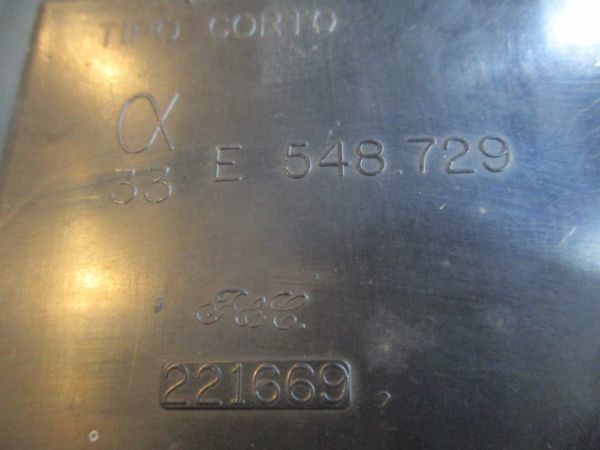 TIPO CORTO
α
33 E 548.729
R&C.
221669